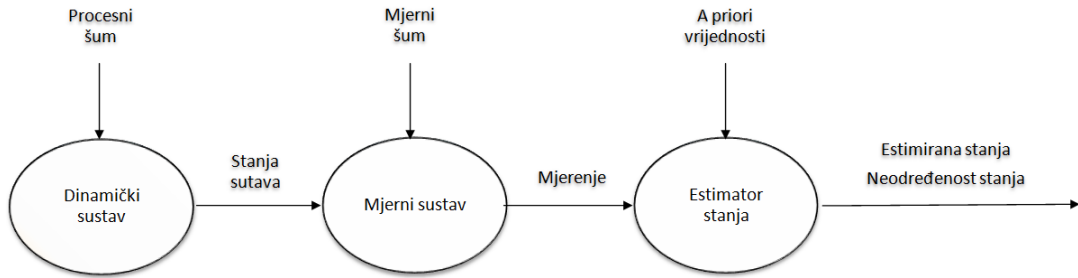 Procesni
šum
Mjerni
šum
A priori
vrijednosti
Dinamički
sustav
Stanja
sutava
Mjerni sustav
Mjerenje
Estimator
stanja
Estimirana stanja
Neodređenost stanja